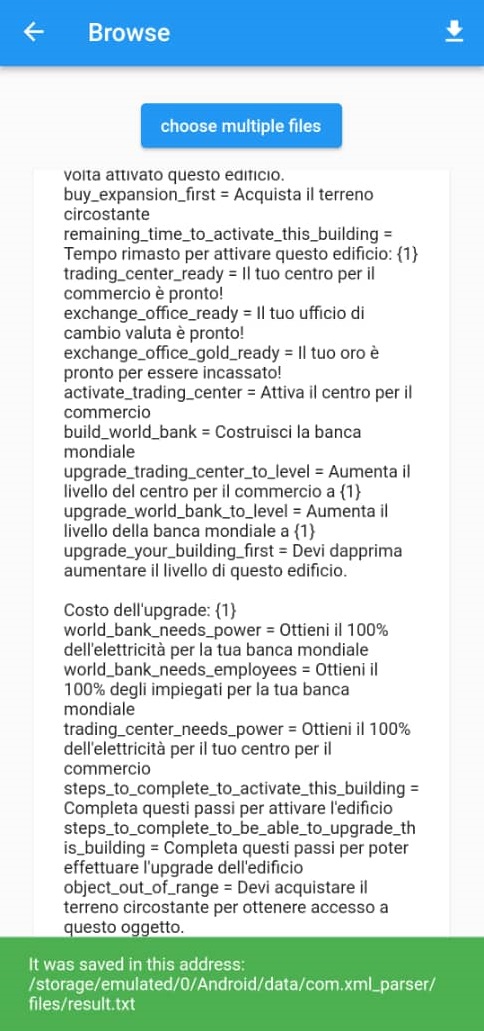 Browse
choose multiple files
volta attivato questo edificio.
buy_expansion_first = Acquista il terreno
circostante
remaining_time_to_activate_this_building =
Tempo rimasto per attivare questo edificio: {1}
trading_center_ready = Il tuo centro per il
commercio è pronto!
exchange_office_ready = Il tuo ufficio di
cambio valuta è pronto!
exchange_office_gold_ready = Il tuo oro è
pronto per essere incassato!
activate_trading_center = Attiva il centro per il
commercio
build_world_bank = Costruisci la banca
mondiale
upgrade_trading_center_to_level = Aumenta il
livello del centro per il commercio a {1}
upgrade_world_bank_to_level = Aumenta il
livello della banca mondiale a {1}
upgrade_your_building_first = Devi dapprima
aumentare il livello di questo edificio.
Costo dell'upgrade: {1}
world_bank_needs_power = Ottieni il 100%
dell'elettricità per la tua banca mondiale
world_bank_needs_employees = Ottieni il
100% degli impiegati per la tua banca
mondiale
trading_center_needs_power = Ottieni il 100%
dell'elettricità per il tuo centro per il
commercio
steps_to_complete_to_activate_this_building =
Completa questi passi per attivare l'edificio
steps_to_complete_to_be_able_to_upgrade_th
is_building = Completa questi passi per poter
effettuare l'upgrade dell'edificio
object_out_of_range = Devi acquistare il
terreno circostante per ottenere accesso a
questo oggetto.
It was saved in this address:
/storage/emulated/0/Android/data/com.xml_parser/
files/result.txt